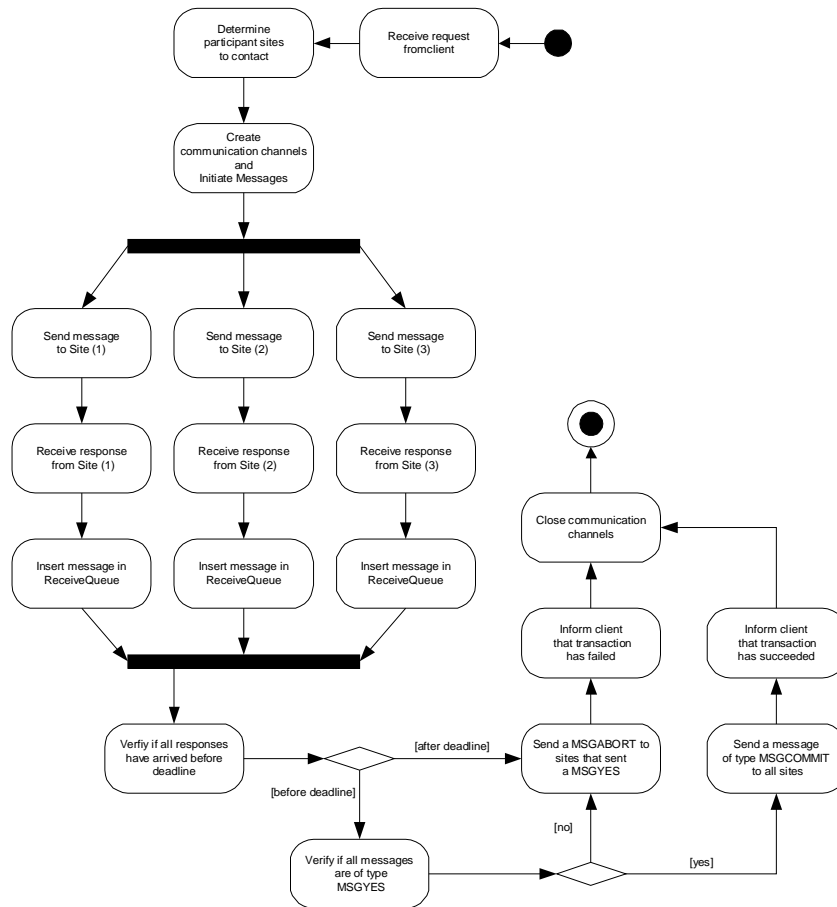 Determine
participant sites
to contact
Receive request
fromclient
Create
communication channels
and
Initiate Messages
Send message
to Site (1)
Send message
to Site (2)
Send message
to Site (3)
Receive response
from Site (1)
Receive response
from Site (2)
Receive response
from Site (3)
Close communication
channels
Insert message in
ReceiveQueue
Insert message in
ReceiveQueue
Insert message in
ReceiveQueue
Inform client
that transaction
has failed
Inform client
that transaction
has succeeded
Verfiy if all responses
have arrived before
deadline
[after deadline]
Send a MSGABORT to
sites that sent
a MSGYES
Send a message
of type MSGCOMMIT
to all sites
[before deadline]
[no]
Verify if all messages
are of type
MSGYES
[yes]